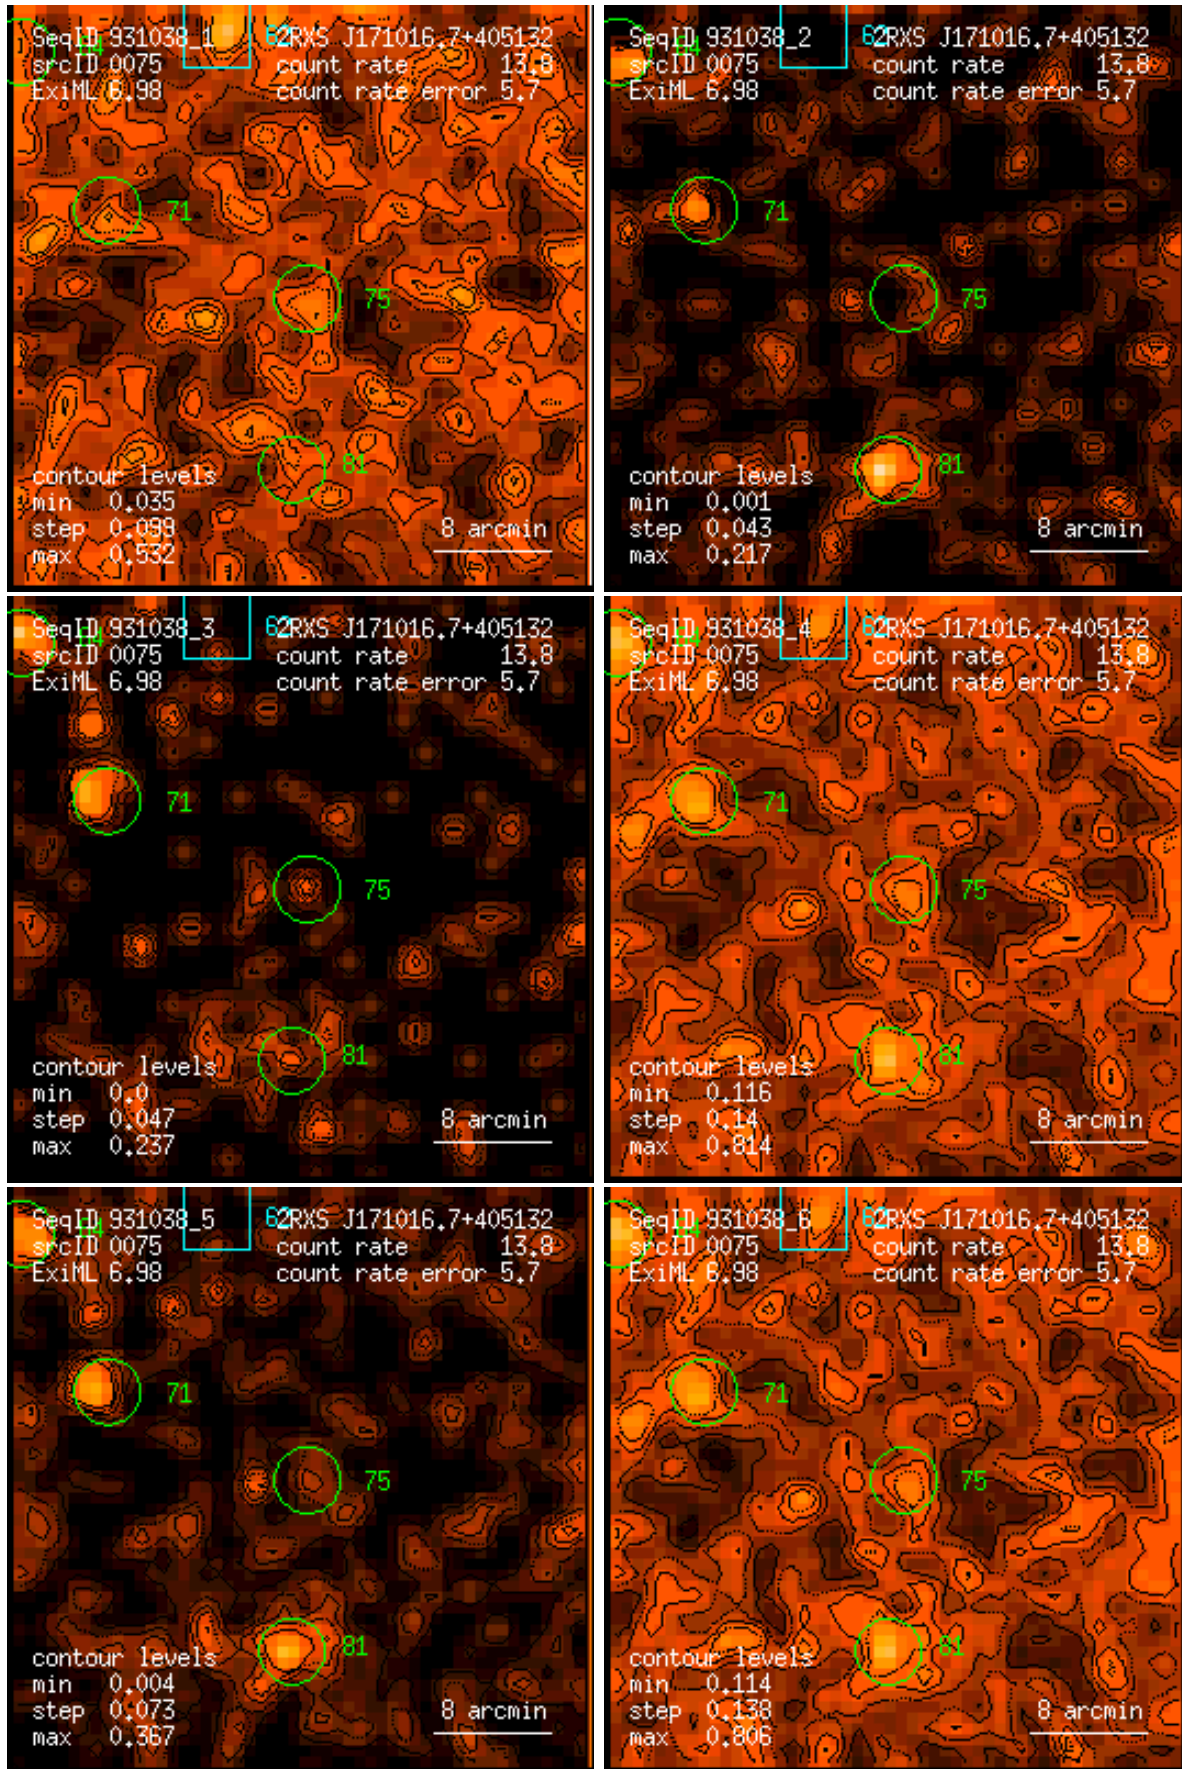 SeqID 931038_1 62 2RXS J171016.7+405132
srcID 0075 count rate 13.8
ExiML 6.98 count rate error 5.7
71
75
81
contour levels
min 0.035
step 0.099 8 arcmin
max 0.532
SeqID 931038_2 62 2RXS J171016.7+405132
srcID 0075 count rate 13.8
ExiML 6.98 count rate error 5.7
71
75
81
contour levels
min 0.001
step 0.043 8 arcmin
max 0.217
SeqID 931038_3 62 2RXS J171016.7+405132
srcID 0075 count rate 13.8
ExiML 6.98 count rate error 5.7
71
75
81
contour levels
min 0.0
step 0.047 8 arcmin
max 0.237
SeqID 931038_4 62 2RXS J171016.7+405132
srcID 0075 count rate 13.8
ExiML 6.98 count rate error 5.7
71
75
81
contour levels
min 0.116
step 0.14 8 arcmin
max 0.814
SeqID 931038_5 62 2RXS J171016.7+405132
srcID 0075 count rate 13.8
ExiML 6.98 count rate error 5.7
71
75
81
contour levels
min 0.004
step 0.073 8 arcmin
max 0.367
SeqID 931038_6 62 2RXS J171016.7+405132
srcID 0075 count rate 13.8
ExiML 6.98 count rate error 5.7
71
75
81
contour levels
min 0.114
step 0.138 8 arcmin
max 0.806